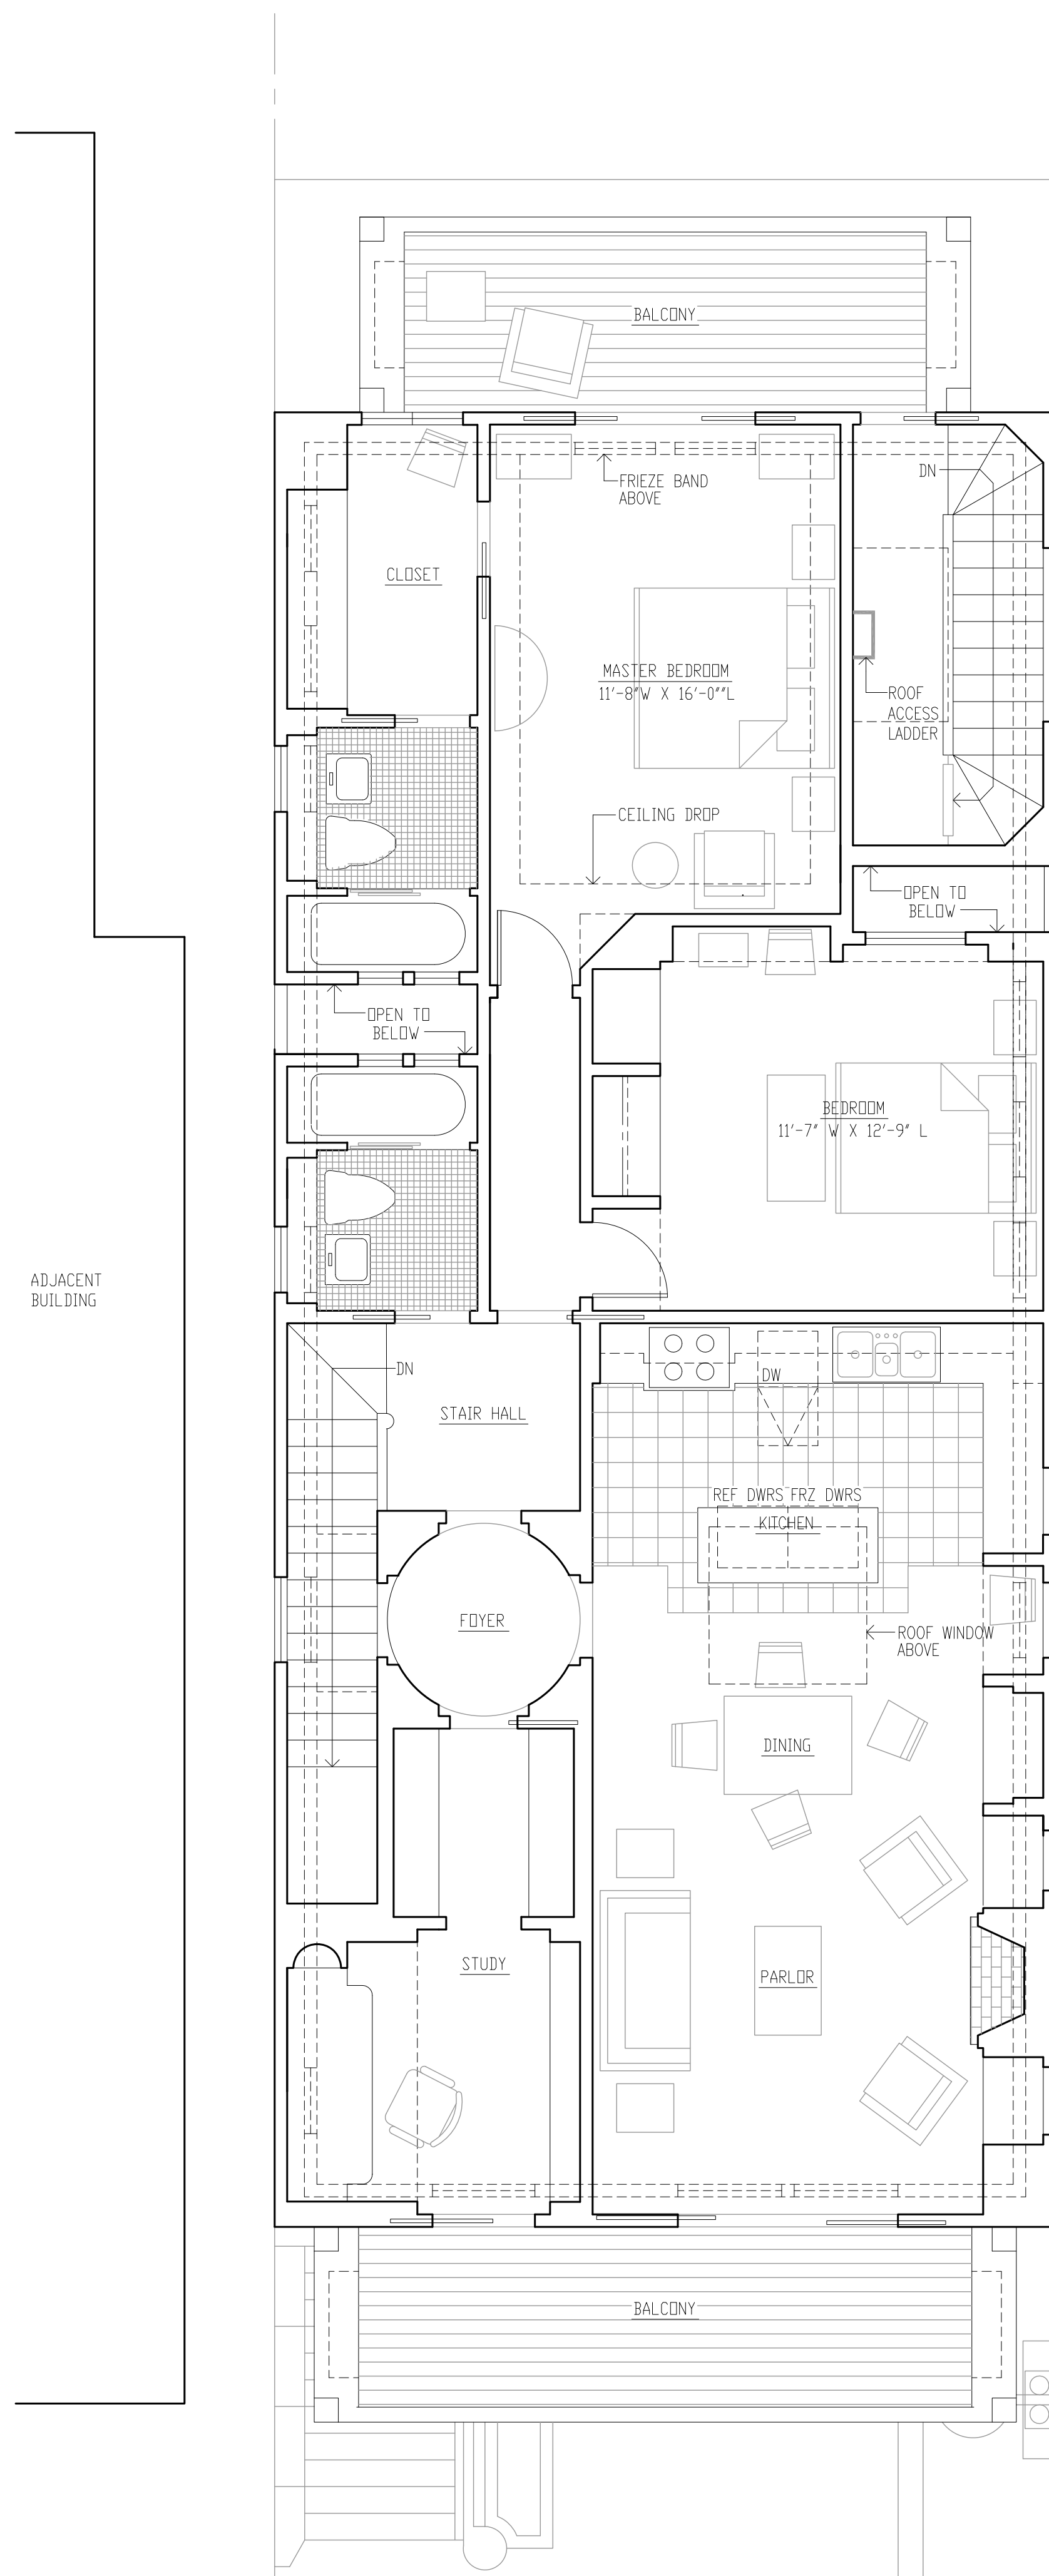 BALCONY
DN
FRIEZE BAND
ABOVE
CLOSET
MASTER BEDROOM
11'-8"W X 16'-0""L
ROOF
ACCESS
LADDER
CEILING DROP
OPEN TO
BELOW
OPEN TO
BELOW
BEDROOM
11'-7" W X 12'-9" L
ADJACENT
BUILDING
DN
DW
STAIR HALL
REF DWRS FRZ DWRS
KITCHEN
FOYER
ROOF WINDOW
ABOVE
DINING
STUDY
PARLOR
BALCONY